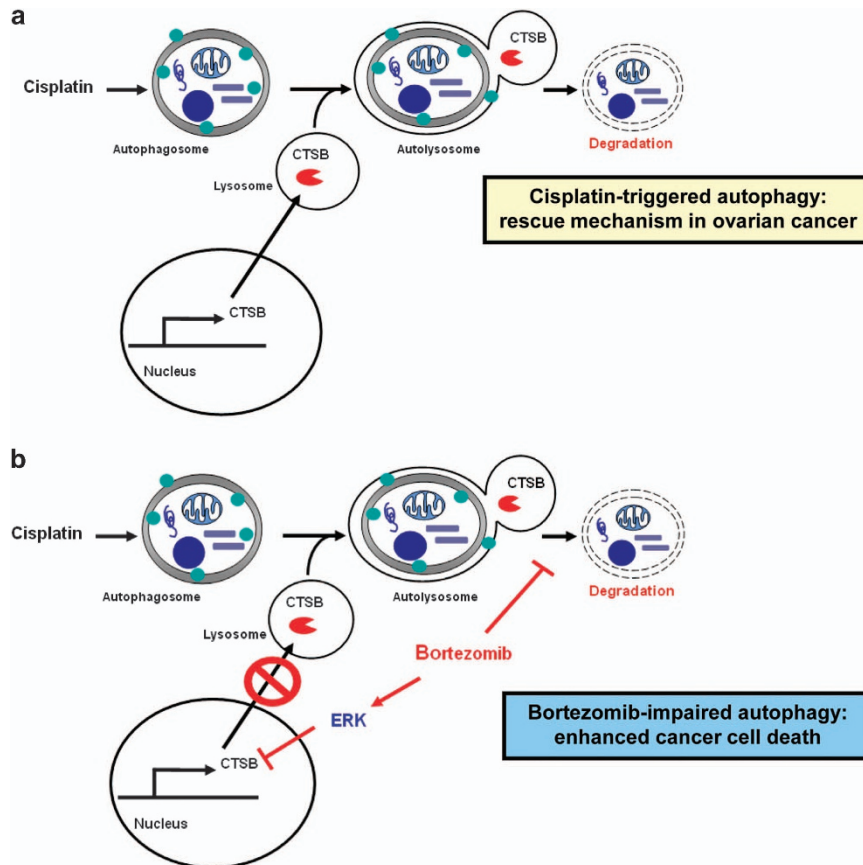 a
CTSB
Cisplatin
Autophagosome
CTSB
Lysosome
Autolysosome
Degradation
Cisplatin-triggered autophagy:
rescue mechanism in ovarian cancer
CTSB
Nucleus
b
CTSB
Cisplatin
Autophagosome
CTSB
Lysosome
Autolysosome
Degradation
Bortezomib
ERK
Bortezomib-impaired autophagy:
enhanced cancer cell death
CTSB
Nucleus